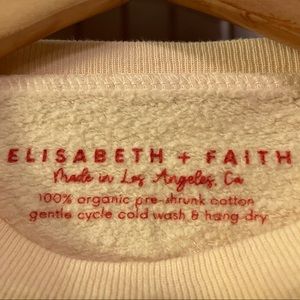 ELISABETH + FAITH
Made in Los Angeles, Ca
100% organic pre-shrunk cotton
gentle cycle cold wash & hang dry